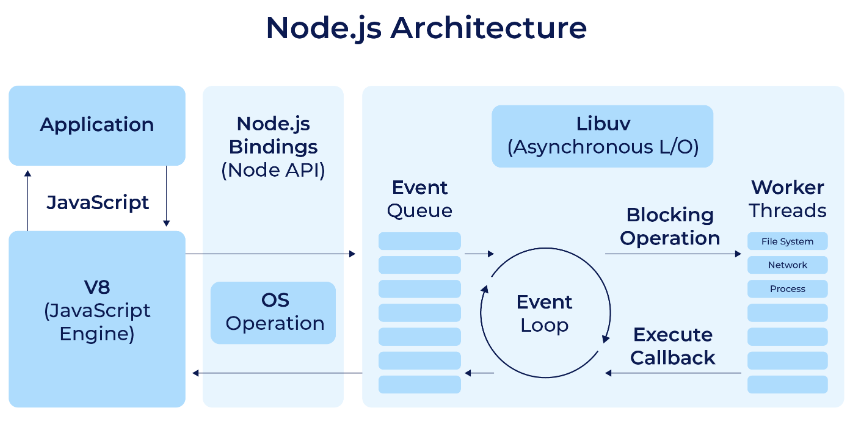 Node.js Architecture
Application
JavaScript
V8
(JavaScript
Engine)
Node.js
Bindings
(Node API)
OS
Operation
Libuv
(Asynchronous L/O)
Event
Queue
Event
Loop
Blocking
Operation
Execute
Callback
Worker
Threads
File System
Network
Process